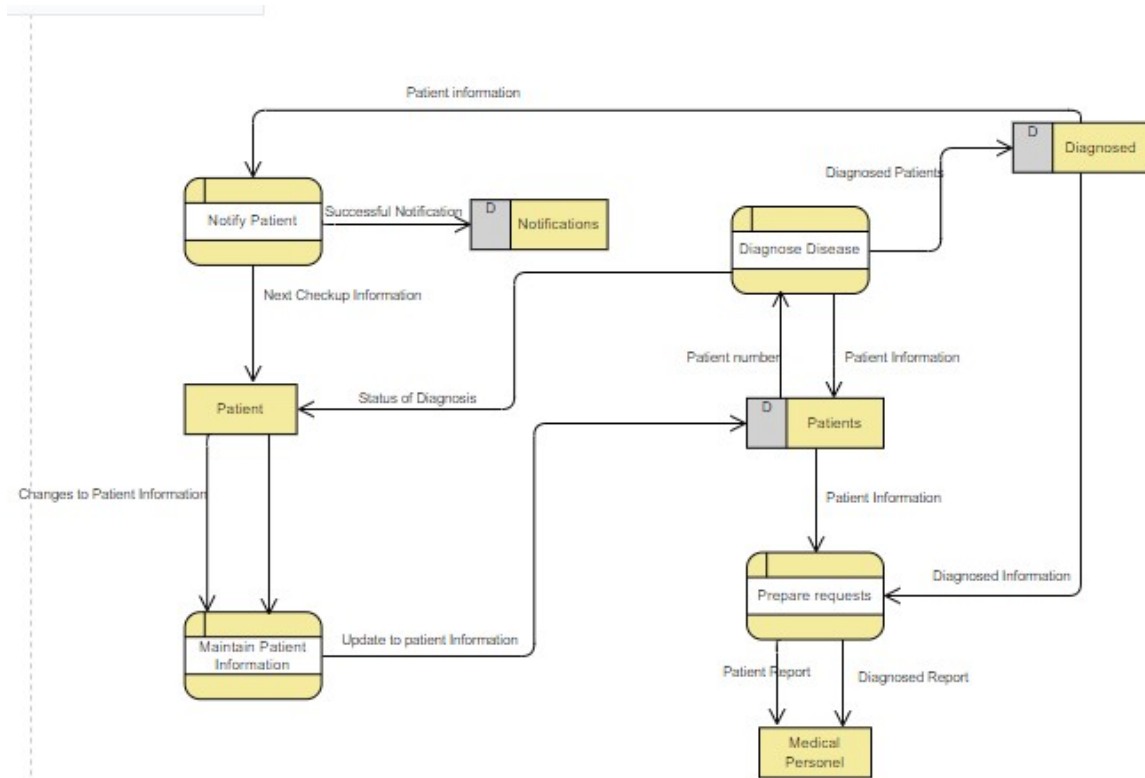 Patient information
D
Diagnosed
Diagnosed Patients
Notify Patient
Successful Notification
D
Notifications
Diagnose Disease
Next Checkup Information
Patient number
Patient Information
Patient
Status of Diagnosis
D
Patients
Changes to Patient Information
Patient Information
Diagnosed Information
Prepare requests
Update to patient Information
Maintain Patient
Information
Patient Report
Diagnosed Report
Medical
Personel